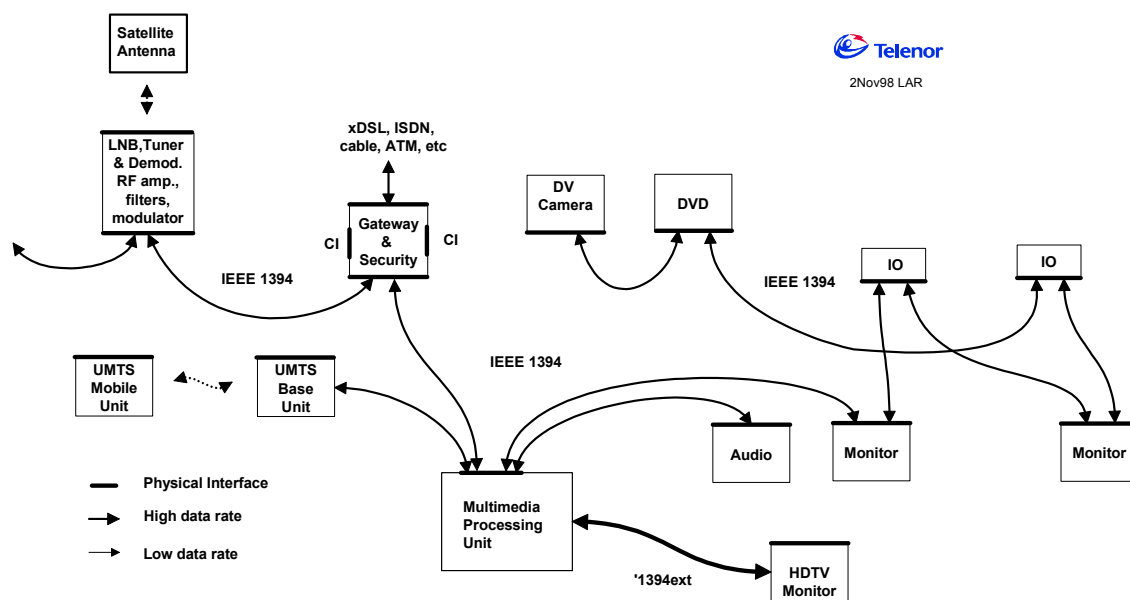 Satellite
Antenna
Telenor
2Nov98 LAR
LNB,Tuner
& Demod.
RF amp.,
filters,
modulator
xDSL, ISDN,
cable, ATM, etc
DV
Camera
DVD
CI
Gateway
&
Security
CI
IO
IO
IEEE 1394
IEEE 1394
IEEE 1394
UMTS
Mobile
Unit
UMTS
Base
Unit
Audio
Monitor
Monitor
Physical Interface
High data rate
Low data rate
Multimedia
Processing
Unit
'1394ext
HDTV
Monitor